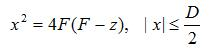 x² = 4F(F − z),   | x | ≤ D/2